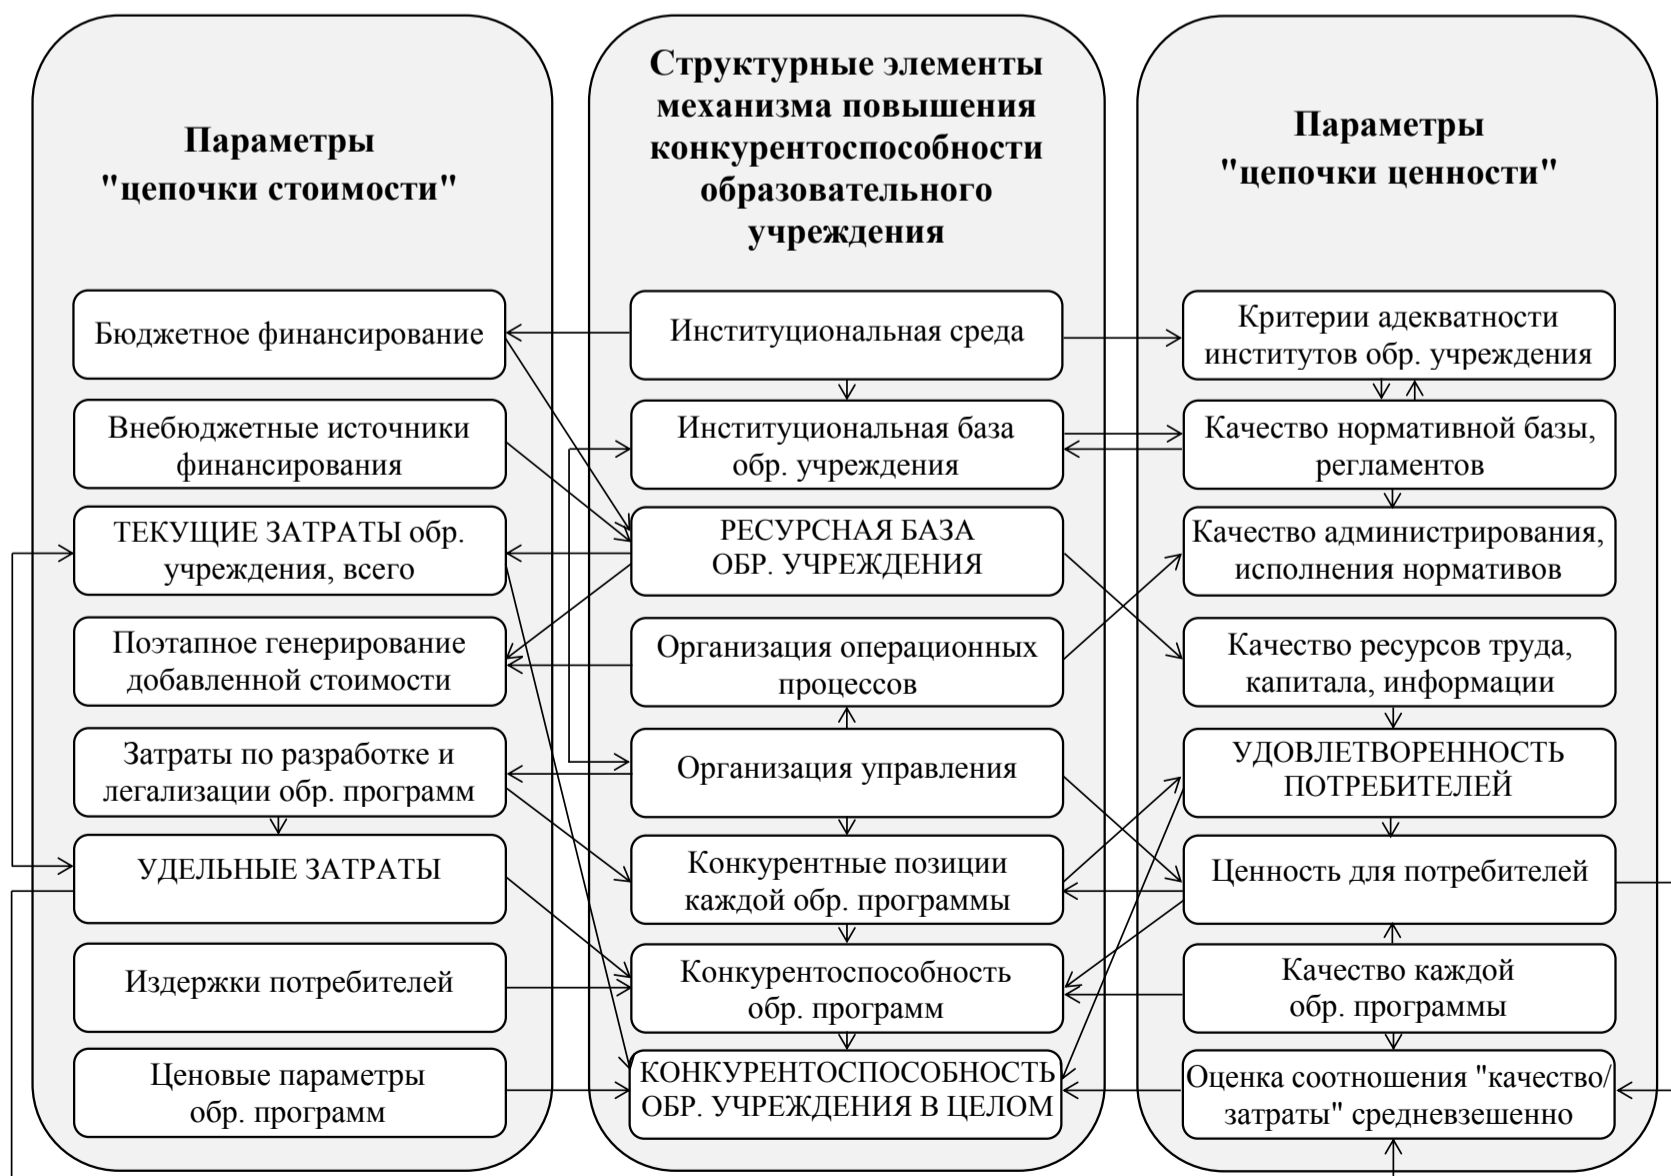 Параметры
"цепочки стоимости"
Бюджетное финансирование
Внебюджетные источники
финансирования
ТЕКУЩИЕ ЗАТРАТЫ обр.
учреждения, всего
Поэтапное генерирование
добавленной стоимости
Затраты по разработке и
легализации обр. программ
УДЕЛЬНЫЕ ЗАТРАТЫ
Издержки потребителей
Ценовые параметры
обр. программ
Структурные элементы
механизма повышения
конкурентоспособности
образовательного
учреждения
Институциональная среда
Институциональная база
обр. учреждения
РЕСУРСНАЯ БАЗА
ОБР. УЧРЕЖДЕНИЯ
Организация операционных
процессов
Организация управления
Конкурентные позиции
каждой обр. программы
Конкурентоспособность
обр. программ
КОНКУРЕНТОСПОСОБНОСТЬ
ОБР. УЧРЕЖДЕНИЯ В ЦЕЛОМ
Параметры
"цепочки ценности"
Критерии адекватности
институтов обр. учреждения
Качество нормативной базы,
регламентов
Качество администрирования,
исполнения нормативов
Качество ресурсов труда,
капитала, информации
УДОВЛЕТВОРЕННОСТЬ
ПОТРЕБИТЕЛЕЙ
Ценность для потребителей
Качество каждой
обр. программы
Оценка соотношения "качество/
затраты" средневзешенно